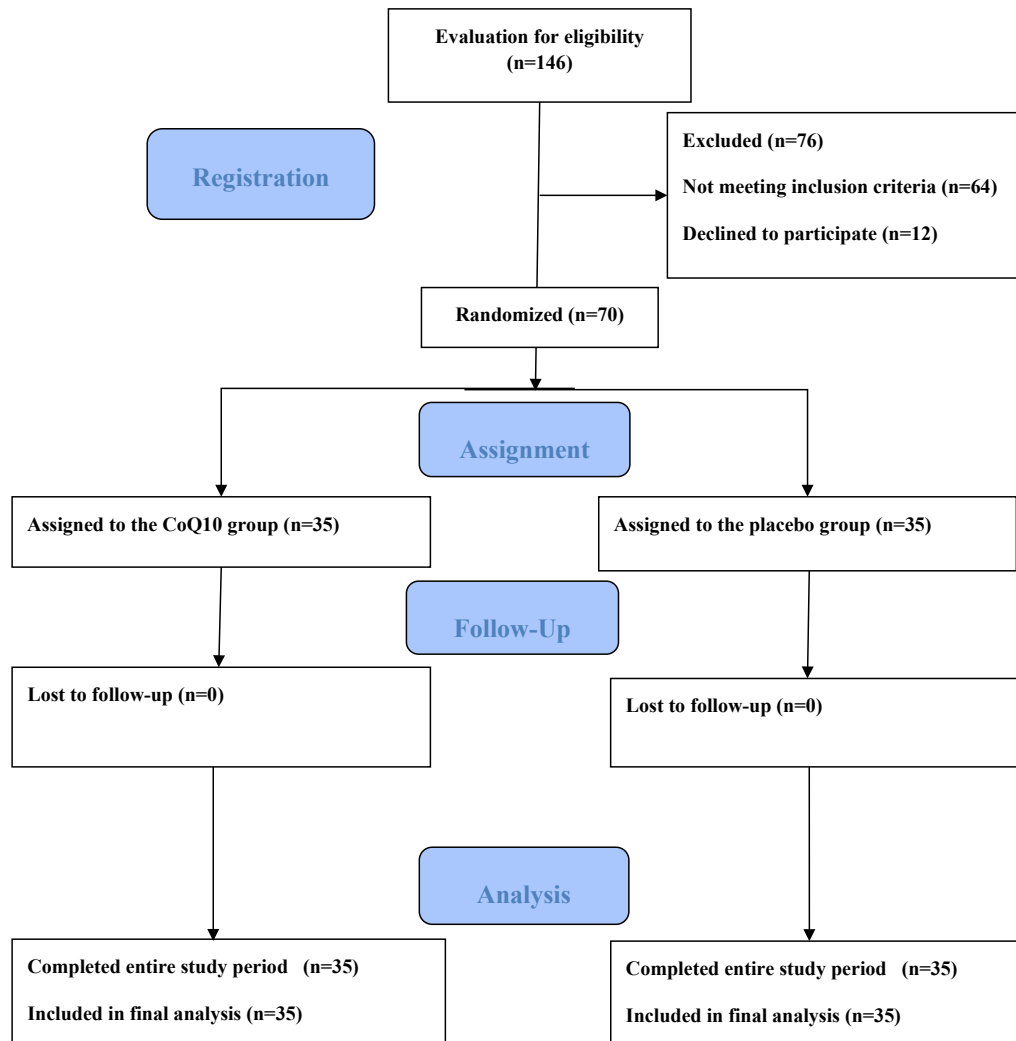 Evaluation for eligibility
(n=146)
Excluded (n=76)
Not meeting inclusion criteria (n=64)
Declined to participate (n=12)
Registration
Randomized (n=70)
Assignment
Assigned to the CoQ10 group (n=35)
Assigned to the placebo group (n=35)
Follow-Up
Lost to follow-up (n=0)
Lost to follow-up (n=0)
Analysis
Completed entire study period (n=35)
Included in final analysis (n=35)
Completed entire study period (n=35)
Included in final analysis (n=35)